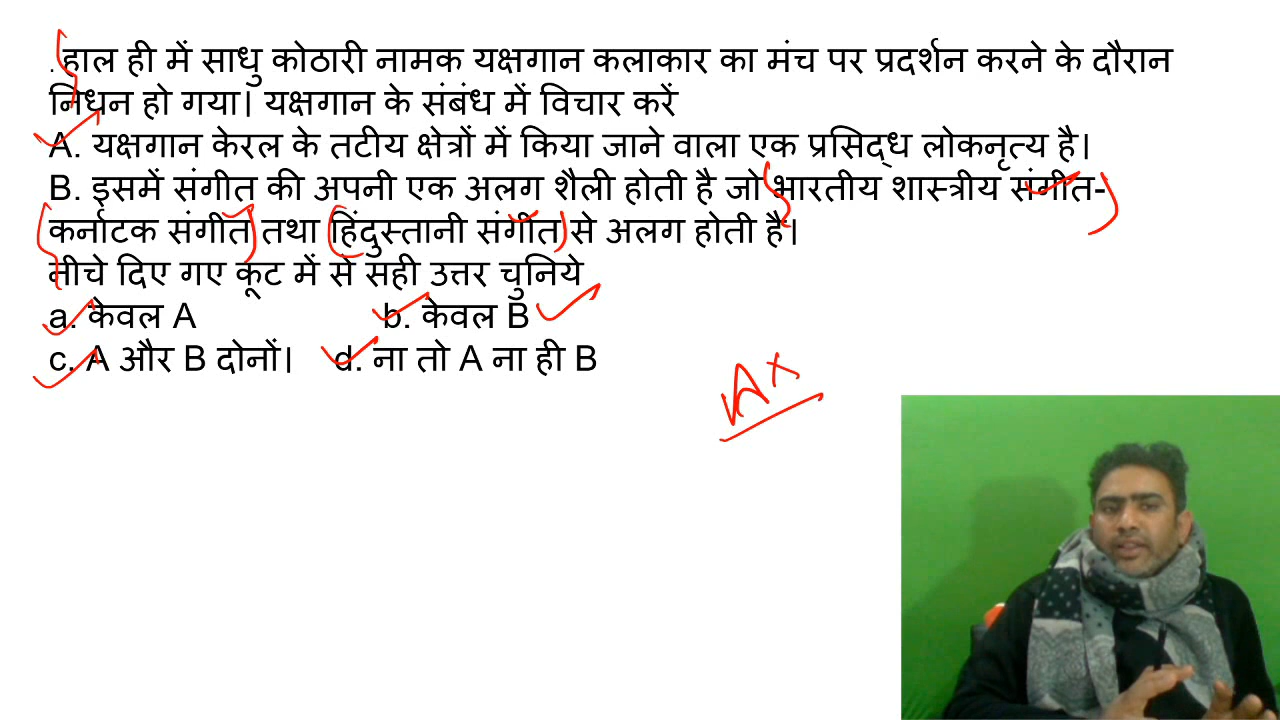 . हाल ही में साधु कोठारी नामक यक्षगान कलाकार का मंच पर प्रदर्शन करने के दौरान
निधन हो गया। यक्षगान के संबंध में विचार करें
A. यक्षगान केरल के तटीय क्षेत्रों में किया जाने वाला एक प्रसिद्ध लोकनृत्य है।
B. इसमें संगीत की अपनी एक अलग शैली होती है जो भारतीय शास्त्रीय संगीत-
कर्नाटक संगीत तथा हिंदुस्तानी संगीत से अलग होती है।
नीचे दिए गए कूट में से सही उत्तर चुनिये
a. केवल A b. केवल B
c. A और B दोनों। d. ना तो A ना ही B
A×